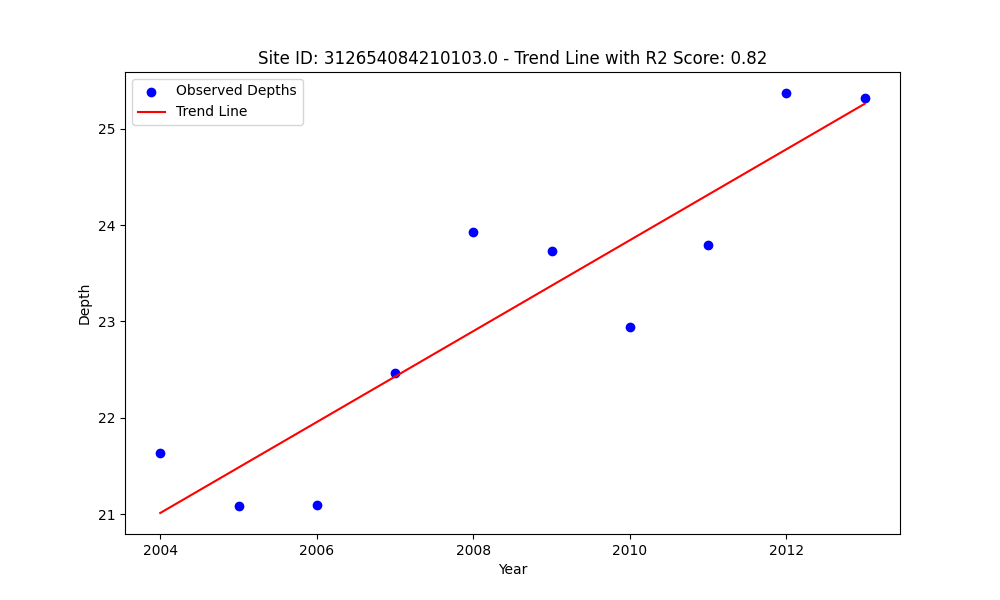 Site ID: 312654084210103.0 - Trend Line with R2 Score: 0.82
Observed Depths
Trend Line
25
24
23
22
21
Depth
2004
2006
2008
2010
2012
Year